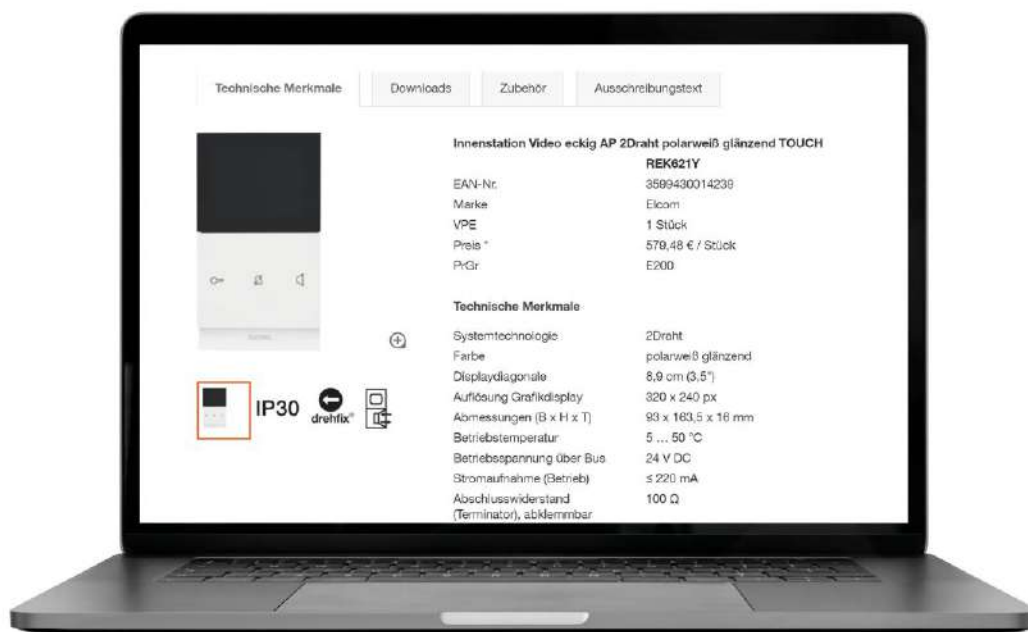 Technische Merkmale
Downloads
Zubehör
Ausschreibungstext
Innenstation Video eckig AP 2Draht polarweiß glänzend TOUCH
REK621Y
EAN-Nr. 3599430014239
Marke Elcom
VPE 1 Stück
Preis * 579,48 € / Stück
PrGr E200
Technische Merkmale
Systemtechnologie 2Draht
Farbe polarweiß glänzend
Displaydiagonale 8,9 cm (3,5")
Auflösung Grafikdisplay 320 x 240 px
Abmessungen (B x H x T) 93 x 163,5 x 16 mm
Betriebstemperatur 5 … 50 °C
Betriebsspannung über Bus 24 V DC
Stromaufnahme (Betrieb) ≤ 220 mA
Abschlusswiderstand 100 Ω
(Terminator), abklemmbar
IP30
drehfix®